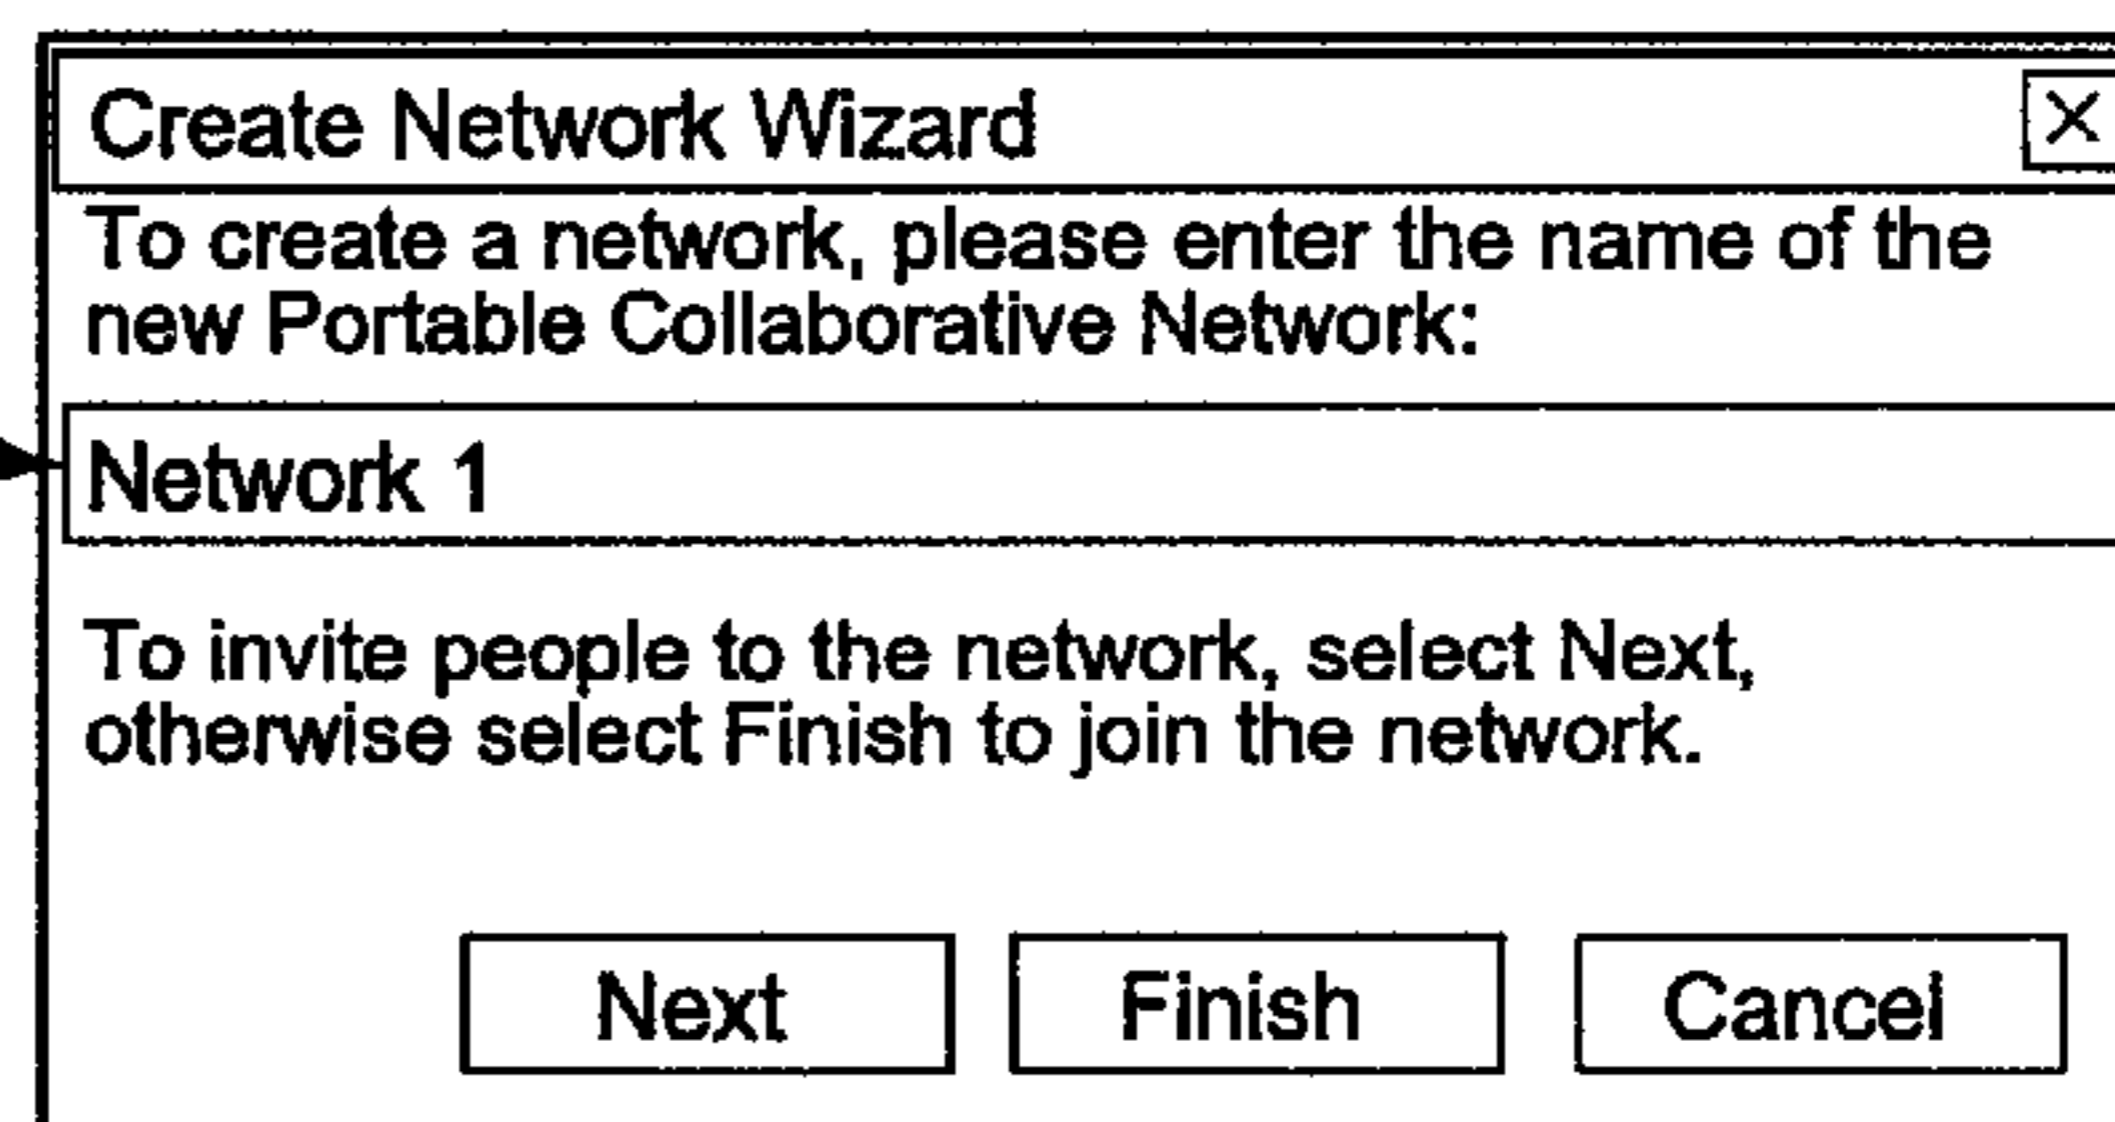 Create Network Wizard
To create a network, please enter the name of the
new Portable Collaborative Network:
Network 1
To invite people to the network, select Next,
otherwise select Finish to join the network.
Next Finish Cancel